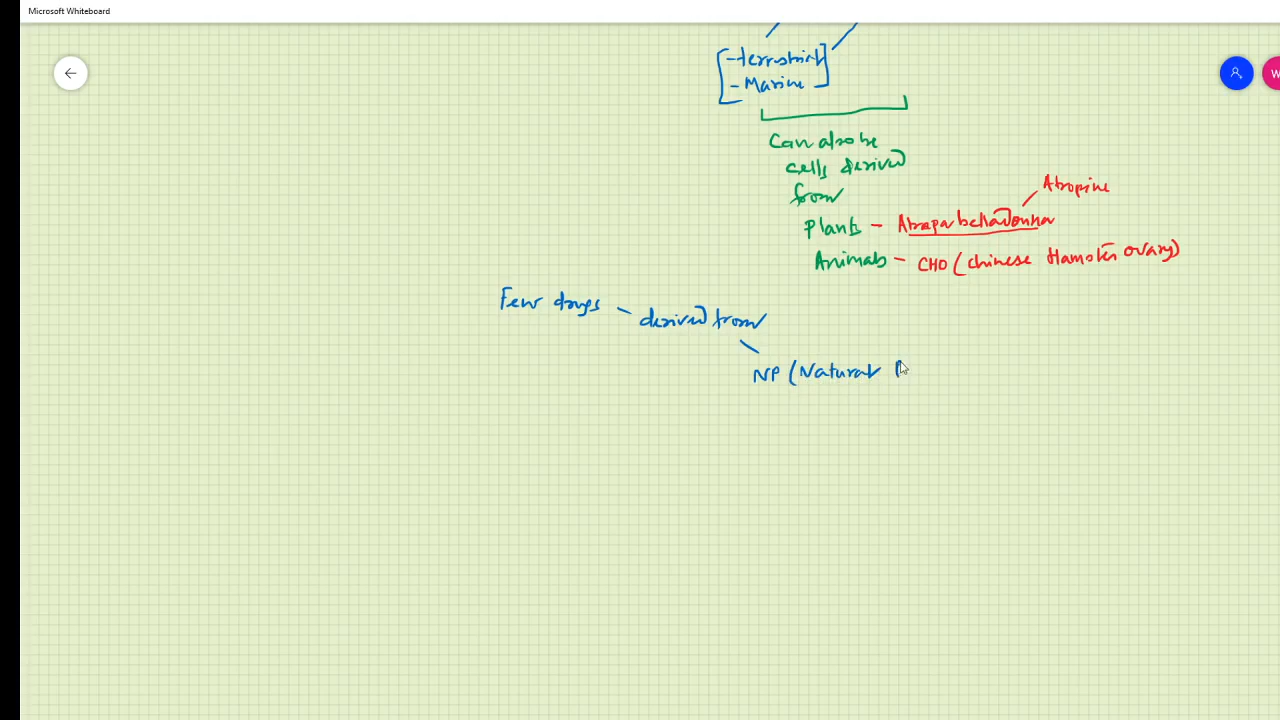 Microsoft Whiteboard
-terrestrial
- Marine
Can also be
cells derived
from
Atropine
Plants - Atropa belladonna
Animals - CHO (Chinese Hamster ovary)
Few drugs - derived from
NP (Natural
W